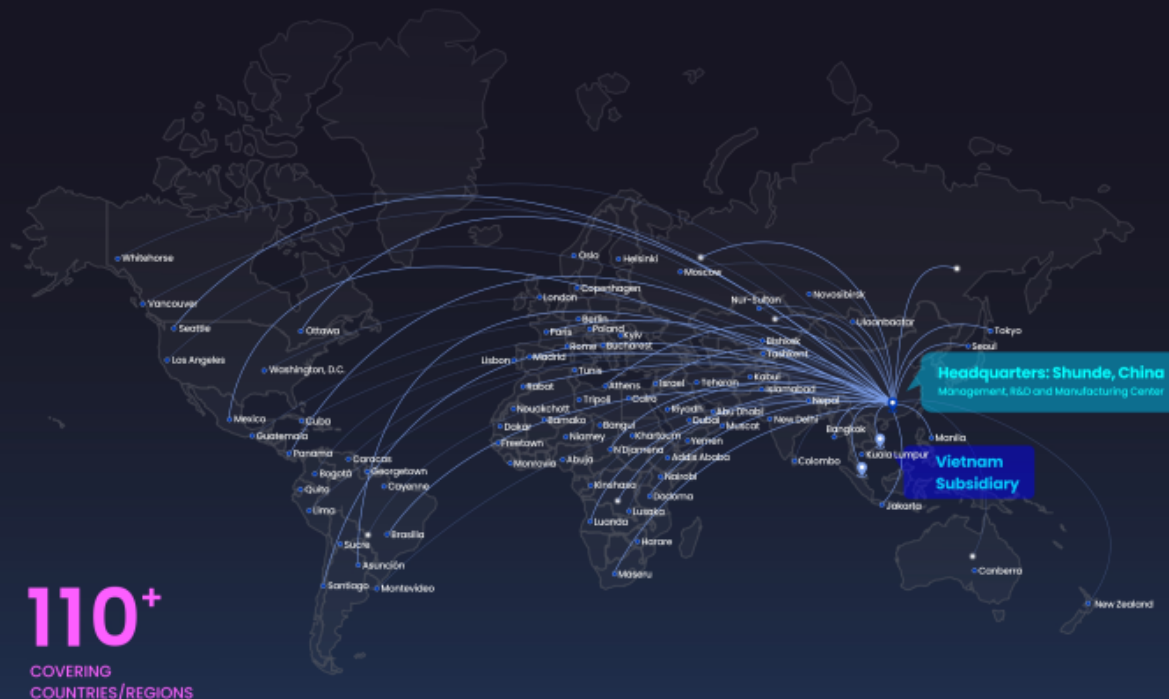 Whitehorse
Vancouver
Seattle
Los Angeles
Ottawa
Washington, D.C.
Mexico
Guatemala
Cuba
Panama
Caracas
Bogotá
Georgetown
Quito
Cayenne
Lima
Brasília
Sucre
Asunción
Santiago
Montevideo
Oslo
Helsinki
Moscow
Copenhagen
London
Nur-Sultan
Novosibirsk
Berlin
Paris
Poland
Kyiv
Rome
Bucharest
Ulaanbaatar
Bishkek
Tashkent
Tokyo
Seoul
Lisbon
Madrid
Tunis
Rabat
Athens
Israel
Teheran
Kabul
Islamabad
Tripoli
Cairo
Nepal
Nouakchott
Riyadh
Abu Dhabi
Dakar
Bamako
Bangui
Dubai
Muscat
New Delhi
Bangkok
Freetown
Niamey
Khartoum
Yemen
Manila
Monrovia
Abuja
N'Djamena
Addis Ababa
Colombo
Kuala Lumpur
Kinshasa
Nairobi
Dodoma
Luanda
Lusaka
Jakarta
Harare
Maseru
Canberra
New Zealand
Headquarters: Shunde, China
Management, R&D and Manufacturing Center
Vietnam
Subsidiary
110+
COVERING
COUNTRIES/REGIONS